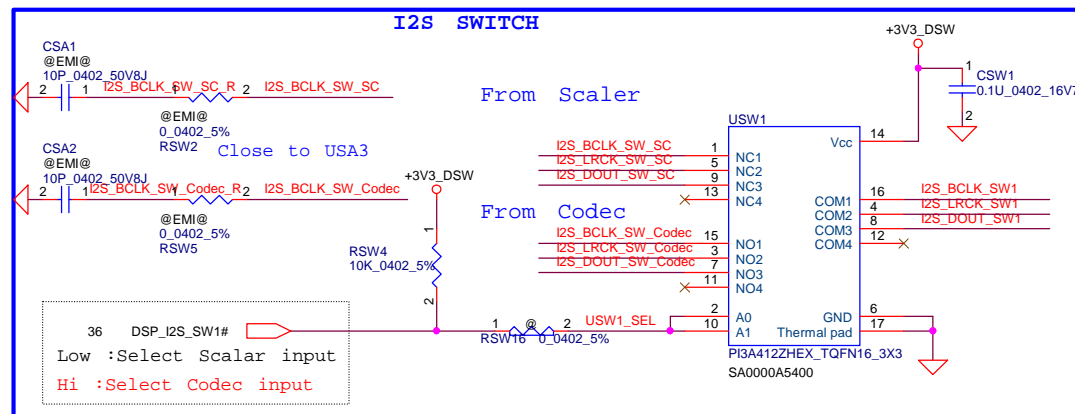 I2S SWITCH
CSA1
@EMI@
10P_0402_50V8J
2
1
I2S_BCLK_SW_SC_R
1
2
I2S_BCLK_SW_SC
@EMI@
0_0402_5%
RSW2
Close to USA3
CSA2
@EMI@
10P_0402_50V8J
2
1
I2S_BCLK_SW_Codec_R
1
2
I2S_BCLK_SW_Codec
@EMI@
0_0402_5%
RSW5
+3V3_DSW
1
RSW4
10K_0402_5%
2
36 DSP_I2S_SW1#
Low :Select Scalar input
Hi :Select Codec input
1
@
2
RSW16 0_0402_5%
USW1_SEL
From Scaler
I2S_BCLK_SW_SC
I2S_LRCK_SW_SC
I2S_DOUT_SW_SC
From Codec
I2S_BCLK_SW_Codec
I2S_LRCK_SW_Codec
I2S_DOUT_SW_Codec
USW1
1 NC1
5 NC2
9 NC3
13 NC4
15 NO1
3 NO2
7 NO3
11 NO4
2 A0
10 A1
Vcc 14
COM1 16
COM2 4
COM3 8
COM4 12
GND 6
Thermal pad 17
I2S_BCLK_SW1
I2S_LRCK_SW1
I2S_DOUT_SW1
PI3A412ZHEX_TQFN16_3X3
SA0000A5400
+3V3_DSW
1
CSW1
0.1U_0402_16V7
2